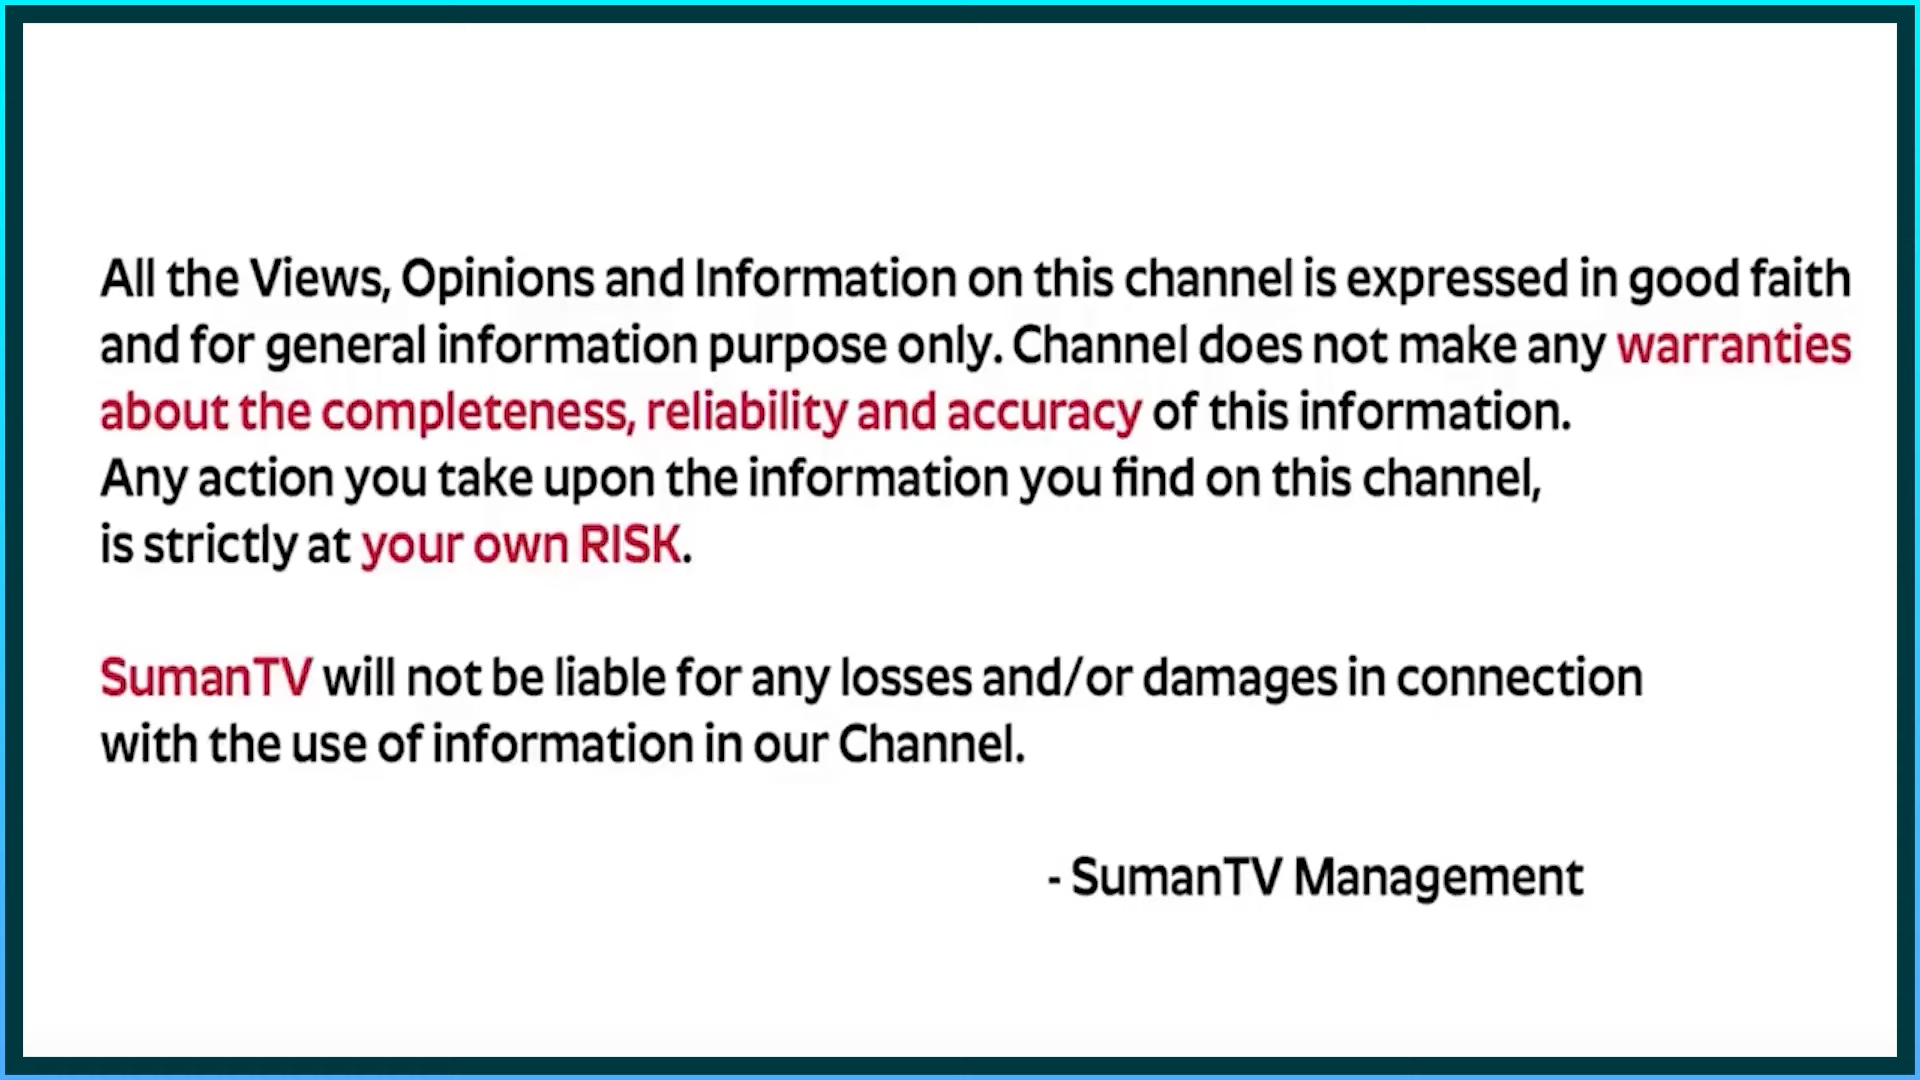 All the Views, Opinions and Information on this channel is expressed in good faith
and for general information purpose only. Channel does not make any warranties
about the completeness, reliability and accuracy of this information.
Any action you take upon the information you find on this channel,
is strictly at your own RISK.
SumanTV will not be liable for any losses and/or damages in connection
with the use of information in our Channel.
- SumanTV Management